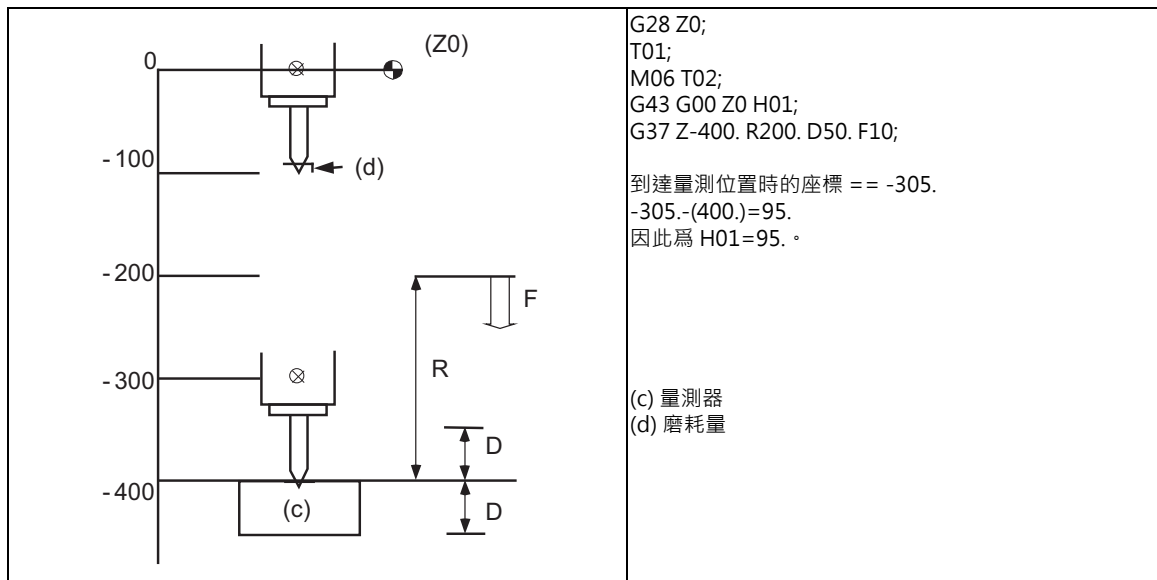 (Z0)
0
-100
(d)
-200
F
R
-300
D
-400
(c)
D
G28 Z0;
T01;
M06 T02;
G43 G00 Z0 H01;
G37 Z-400. R200. D50. F10;
到達量測位置時的座標 == -305.
-305.-(400.)=95.
因此爲 H01=95.。
(c) 量測器
(d) 磨耗量